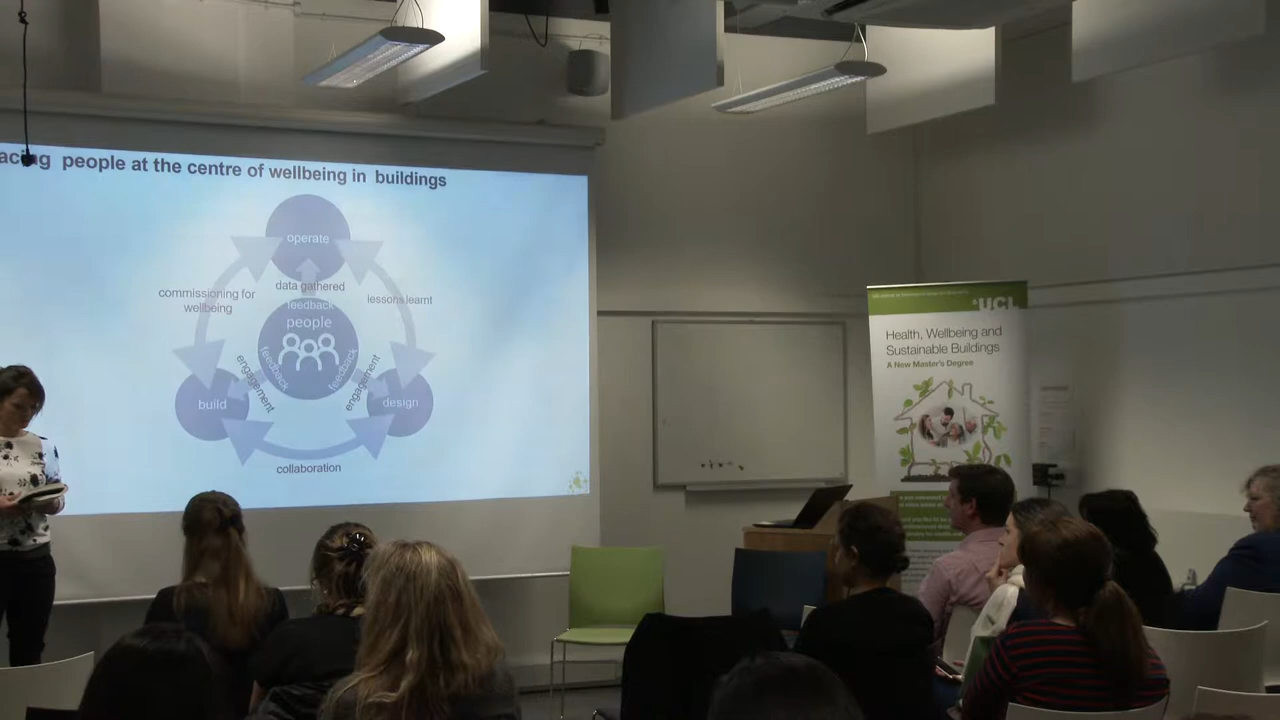 people at the centre of wellbeing in buildings
operate
data gathered
commissioning for
wellbeing
lessons learnt
feedback
people
feedback
feedback
engagement
engagement
build
design
collaboration
UCL
Health, Wellbeing and
Sustainable Buildings
A New Master's Degree